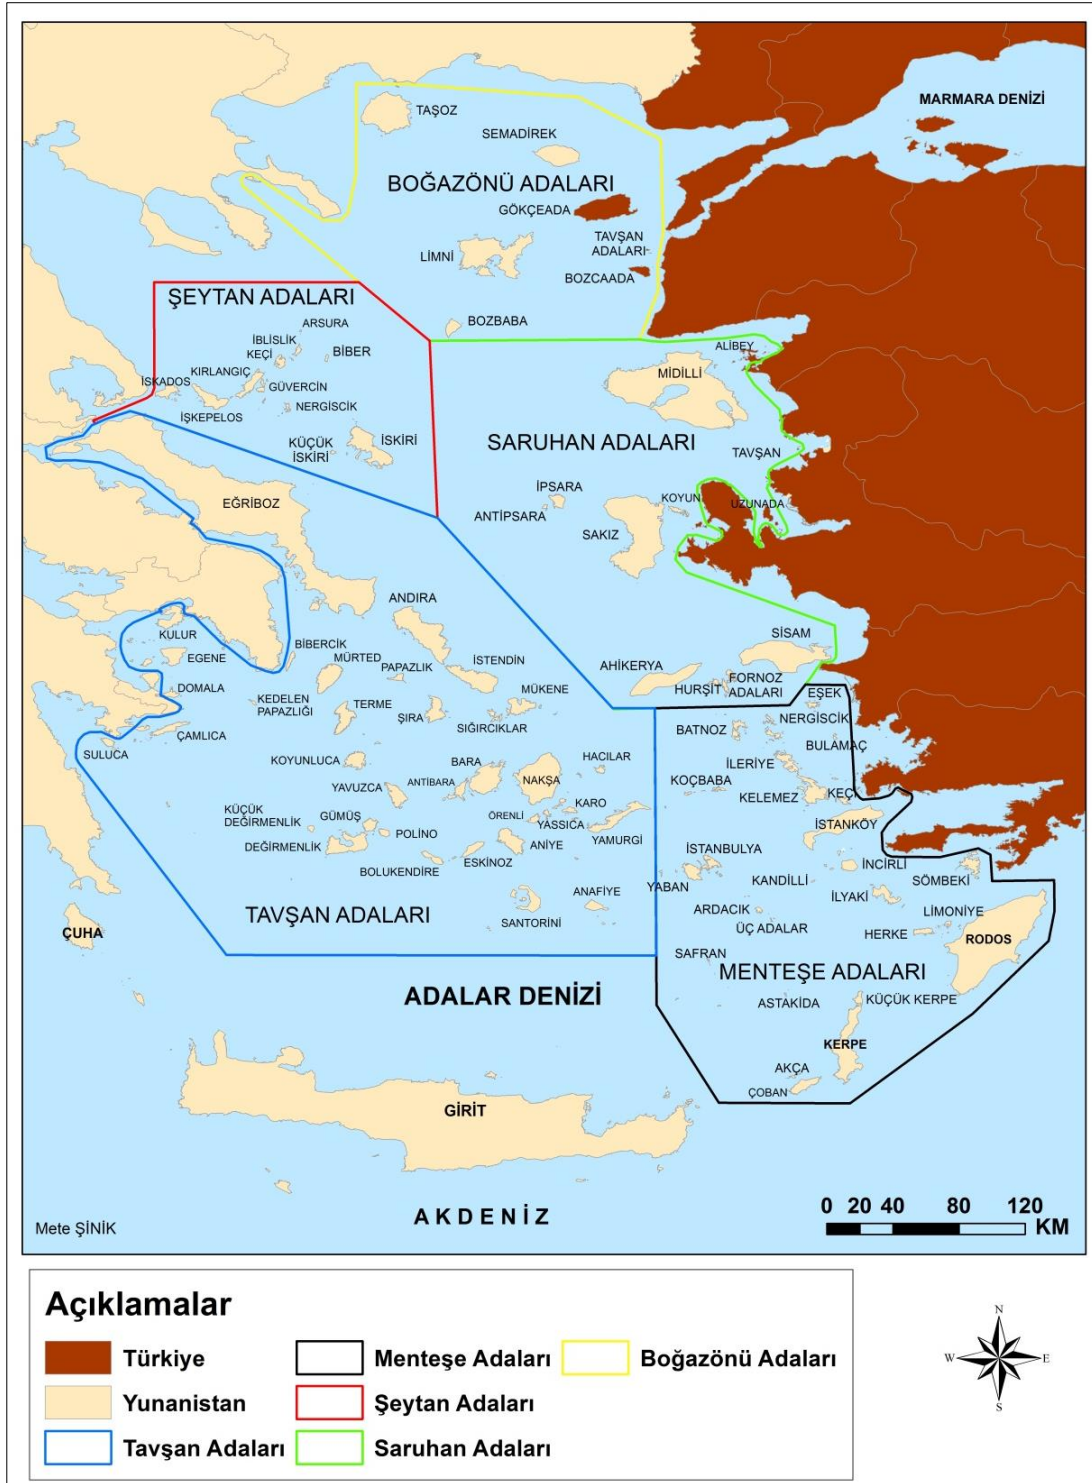 MARMARA DENİZİ
TAŞOZ
SEMADİREK
BOĞAZÖNÜ ADALARI
GÖKÇEADA
TAVŞAN
ADALARI
LİMNİ
BOZCAADA
ŞEYTAN ADALARI
BOZBABA
ARSURA
İBLİSLİK
KEÇİ
BİBER
ALİBEY
KIRLANGIÇ
MİDİLLİ
İSKADOS
GÜVERCİN
NERGİSCİK
İŞKEPELOS
KÜÇÜK
İSKİRİ
İSKİRİ
SARUHAN ADALARI
TAVŞAN
İPSARA
EĞRİBOZ
KOYUN
UZUNADA
ANTİPSARA
SAKIZ
ANDIRA
KULUR
BİBERCİK
SİSAM
EGENE
MÜRTED
PAPAZLIK
İSTENDİN
AHIKERYA
FORNOZ
ADALARI
HURŞİT
EŞEK
DOMALA
KEDELEN
PAPAZLIĞI
TERME
ŞIRA
MÜKENE
SIĞIRCIKLAR
NERGİSCİK
BATNOZ
BULAMAÇ
ÇAMLICA
SULUCA
KOYUNLUCA
BARA
HACILAR
İLERİYE
NAKŞA
KOÇBABA
YAVUZCA
ANTİBARA
KELEMEZ
KEÇİ
KÜÇÜK
DEĞİRMENLİK
GÜMÜŞ
KARO
ÖRENLİ
YASSICA
İSTANKÖY
DEĞİRMENLİK
POLİNO
ANİYE
YAMURGİ
BOLUKENDİRE
ESKİNOZ
İSTANBULYA
İNCİRLİ
SÖMBEKİ
YABAN
KANDİLLİ
İLYAKİ
ANAFİYE
SANTORİNİ
TAVŞAN ADALARI
ARDACIK
LİMONİYE
ÜÇ ADALAR
HERKE
RODOS
ÇUHA
SAFRAN
MENTEŞE ADALARI
ADALAR DENİZİ
ASTAKİDA
KÜÇÜK KERPE
KERPE
AKÇA
ÇOBAN
GİRİT
AKDENİZ
Mete ŞİNİK
0 20 40 80 120
KM
Açıklamalar
Türkiye
Menteşe Adaları
Boğazönü Adaları
Yunanistan
Şeytan Adaları
Tavşan Adaları
Saruhan Adaları
N
W
E
S